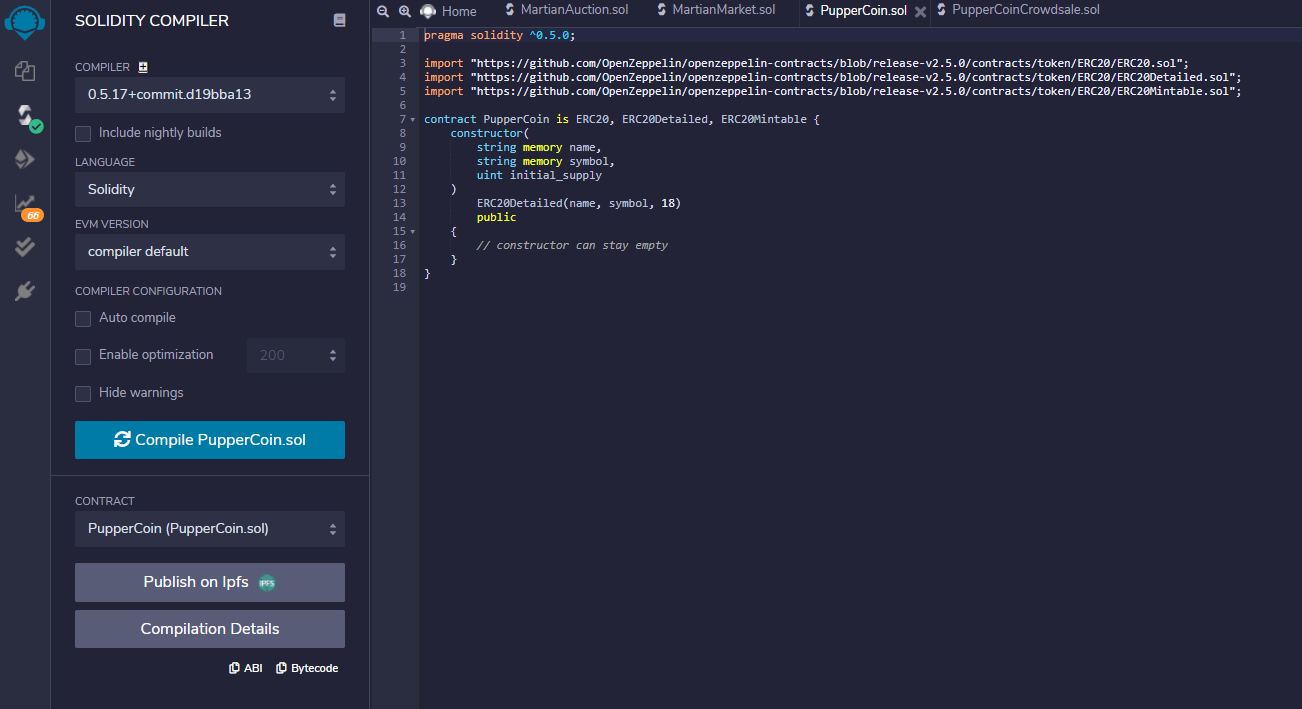 SOLIDITY COMPILER
COMPILER
0.5.17+commit.d19bba13
Include nightly builds
LANGUAGE
Solidity
EVM VERSION
compiler default
COMPILER CONFIGURATION
Auto compile
Enable optimization
200
Hide warnings
Compile PupperCoin.sol
CONTRACT
PupperCoin (PupperCoin.sol)
Publish on Ipfs IPFS
Compilation Details
ABI Bytecode
66
Home MartianAuction.sol MartianMarket.sol PupperCoin.sol PupperCoinCrowdsale.sol
1 pragma solidity ^0.5.0;
2
3 import "https://github.com/OpenZeppelin/openzeppelin-contracts/blob/release-v2.5.0/contracts/token/ERC20/ERC20.sol";
4 import "https://github.com/OpenZeppelin/openzeppelin-contracts/blob/release-v2.5.0/contracts/token/ERC20/ERC20Detailed.sol";
5 import "https://github.com/OpenZeppelin/openzeppelin-contracts/blob/release-v2.5.0/contracts/token/ERC20/ERC20Mintable.sol";
6
7 contract PupperCoin is ERC20, ERC20Detailed, ERC20Mintable {
8 constructor(
9 string memory name,
10 string memory symbol,
11 uint initial_supply
12 )
13 ERC20Detailed(name, symbol, 18)
14 public
15 {
16 // constructor can stay empty
17 }
18 }
19